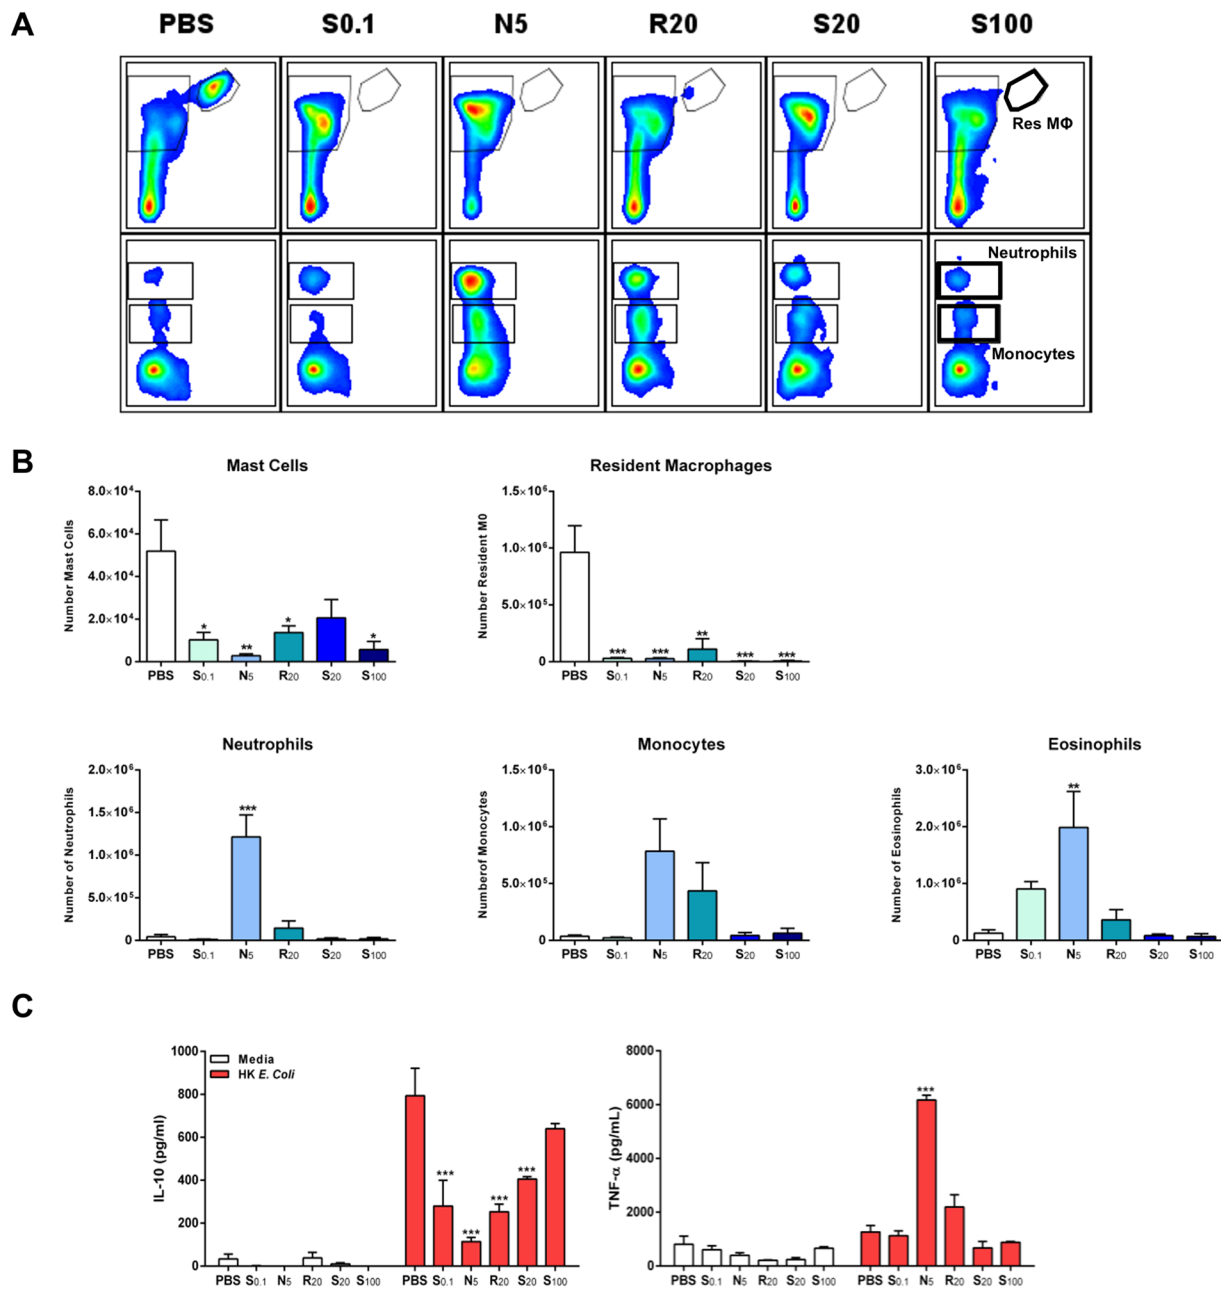 A
PBS S0.1 N5 R20 S20 S100
Res MΦ
Neutrophils
Monocytes
B
Mast Cells
Number Mast Cells
8.0×10⁴
6.0×10⁴
4.0×10⁴
2.0×10⁴
0
* ** * *
PBS S0.1 N5 R20 S20 S100
Resident Macrophages
Number Resident M0
1.5×10⁶
1.0×10⁶
5.0×10⁵
0
*** *** ** *** ***
PBS S0.1 N5 R20 S20 S100
Neutrophils
Number of Neutrophils
2.0×10⁶
1.5×10⁶
1.0×10⁶
5.0×10⁵
0
***
PBS S0.1 N5 R20 S20 S100
Monocytes
Numberof Monocytes
1.5×10⁶
1.0×10⁶
5.0×10⁵
0
PBS S0.1 N5 R20 S20 S100
Eosinophils
Number of Eosinophils
3.0×10⁶
2.0×10⁶
1.0×10⁶
0
**
PBS S0.1 N5 R20 S20 S100
C
IL-10 (pg/ml)
1000
800
600
400
200
0
Media
HK E. Coli
*** *** *** ***
PBS S0.1 N5 R20 S20 S100 PBS S0.1 N5 R20 S20 S100
TNF-α (pg/mL)
8000
6000
4000
2000
0
***
PBS S0.1 N5 R20 S20 S100 PBS S0.1 N5 R20 S20 S100